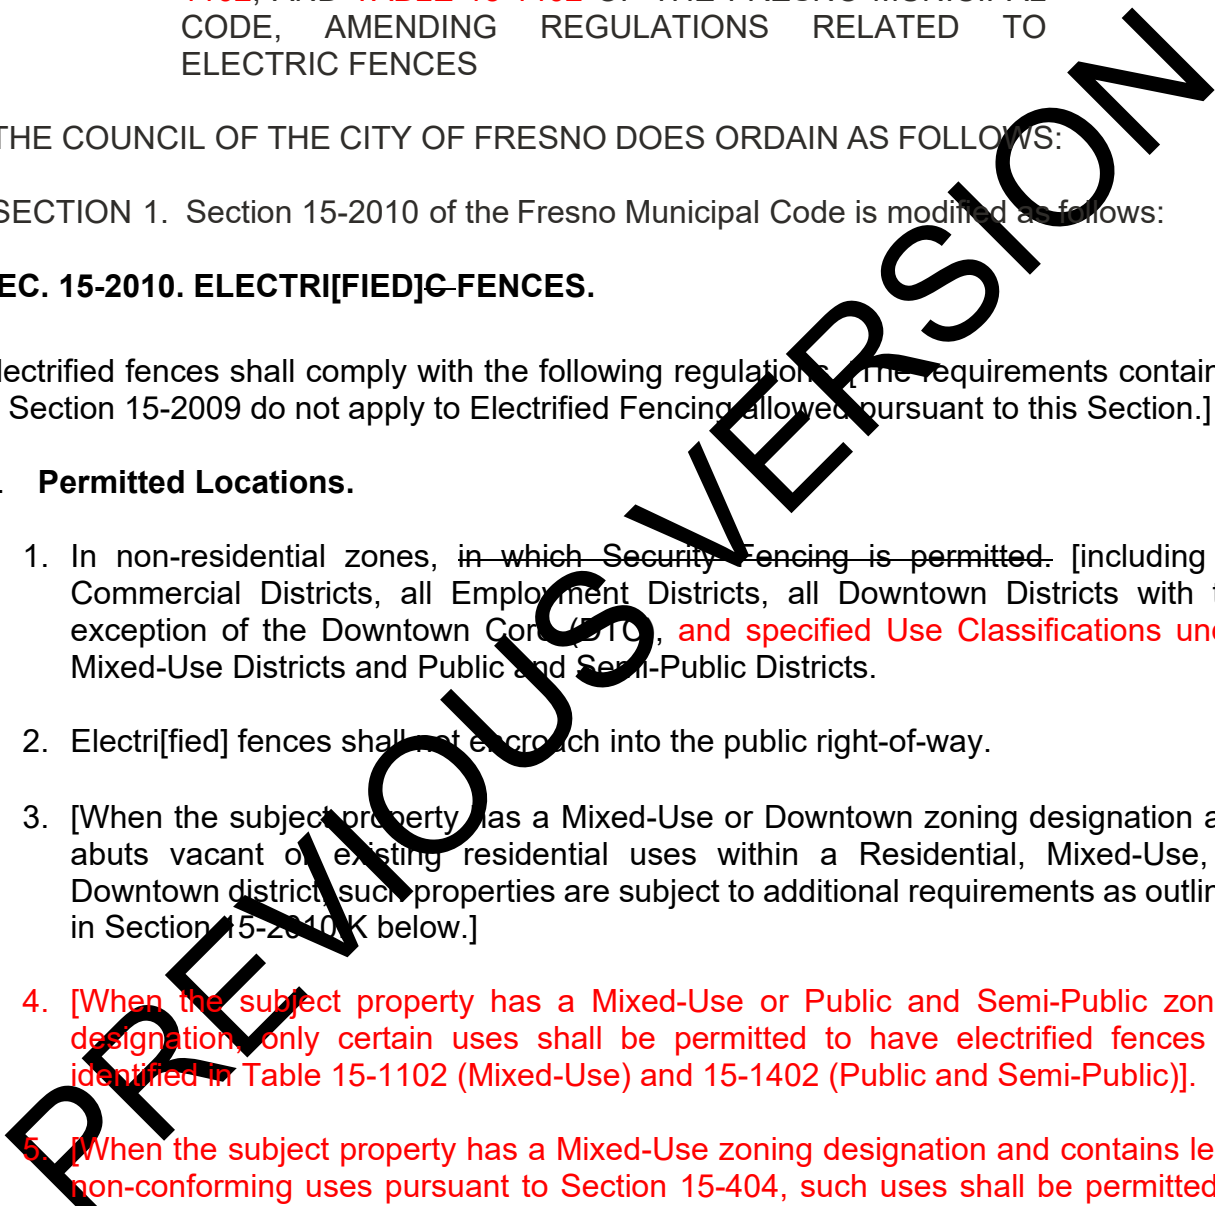 CODE, AMENDING REGULATIONS RELATED TO
ELECTRIC FENCES
THE COUNCIL OF THE CITY OF FRESNO DOES ORDAIN AS FOLLOWS:
SECTION 1. Section 15-2010 of the Fresno Municipal Code is modified as follows:
EC. 15-2010. ELECTRI[FIED]C FENCES.
lectrified fences shall comply with the following regulations. [The requirements contain
Section 15-2009 do not apply to Electrified Fencing allowed pursuant to this Section.]
Permitted Locations.
1. In non-residential zones, in which Security Fencing is permitted. [including
Commercial Districts, all Employment Districts, all Downtown Districts with
exception of the Downtown Core (DTC), and specified Use Classifications un
Mixed-Use Districts and Public and Semi-Public Districts.
2. Electri[fied] fences shall not encroach into the public right-of-way.
3. [When the subject property has a Mixed-Use or Downtown zoning designation a
abuts vacant or existing residential uses within a Residential, Mixed-Use,
Downtown district, such properties are subject to additional requirements as outlin
in Section 15-2010.K below.]
4. [When the subject property has a Mixed-Use or Public and Semi-Public zon
designation, only certain uses shall be permitted to have electrified fences
identified in Table 15-1102 (Mixed-Use) and 15-1402 (Public and Semi-Public)].
5. [When the subject property has a Mixed-Use zoning designation and contains le
non-conforming uses pursuant to Section 15-404, such uses shall be permitted
PREVIOUS VERSION